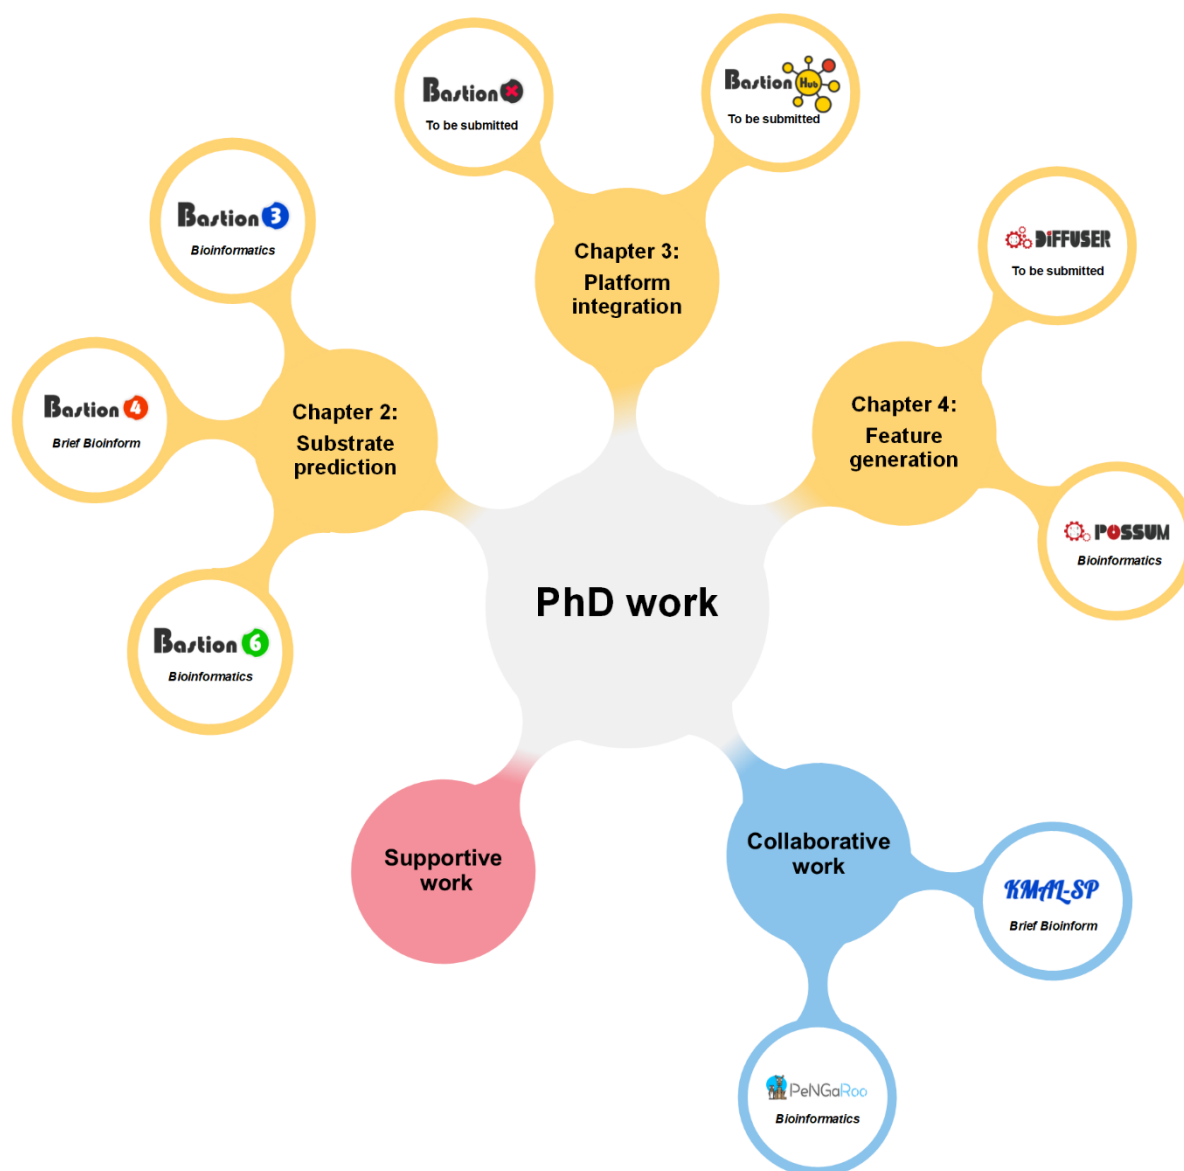 Bastion X
To be submitted
Bastion Hub
To be submitted
Bastion 3
Bioinformatics
Chapter 3:
Platform
integration
DiFFUSER
To be submitted
Bastion 4
Brief Bioinform
Chapter 2:
Substrate
prediction
Chapter 4:
Feature
generation
POSSUM
Bioinformatics
Bastion 6
Bioinformatics
PhD work
Supportive
work
Collaborative
work
KMAL-SP
Brief Bioinform
PeNGaRoo
Bioinformatics